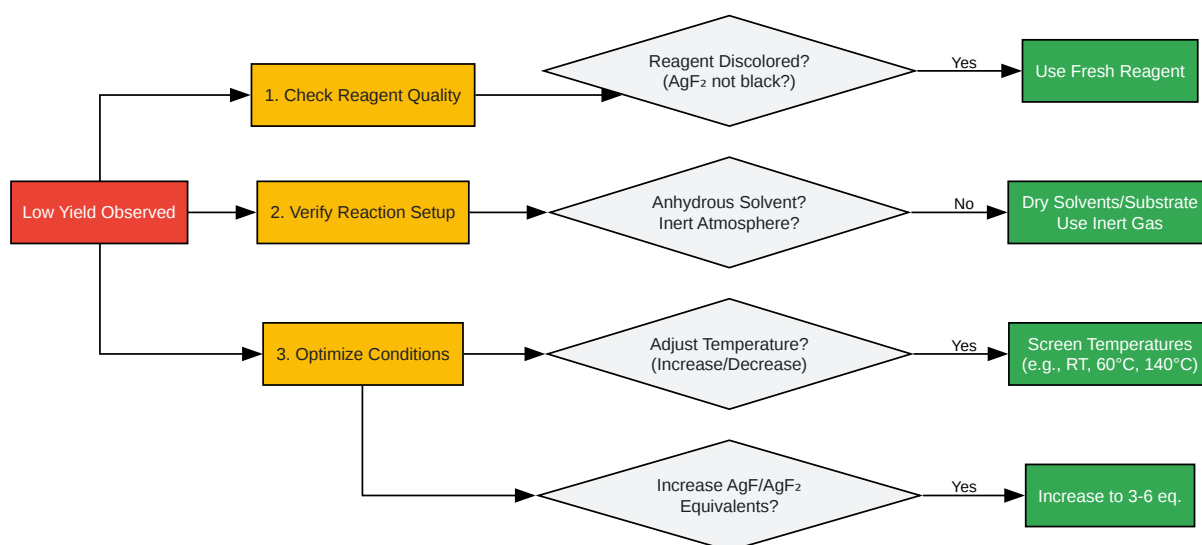 Reagent Discolored?
(AgF₂ not black?)
Yes
Use Fresh Reagent
1. Check Reagent Quality
Low Yield Observed
2. Verify Reaction Setup
Anhydrous Solvent?
Inert Atmosphere?
No
Dry Solvents/Substrate
Use Inert Gas
3. Optimize Conditions
Adjust Temperature?
(Increase/Decrease)
Yes
Screen Temperatures
(e.g., RT, 60°C, 140°C)
Increase AgF/AgF₂
Equivalents?
Yes
Increase to 3-6 eq.